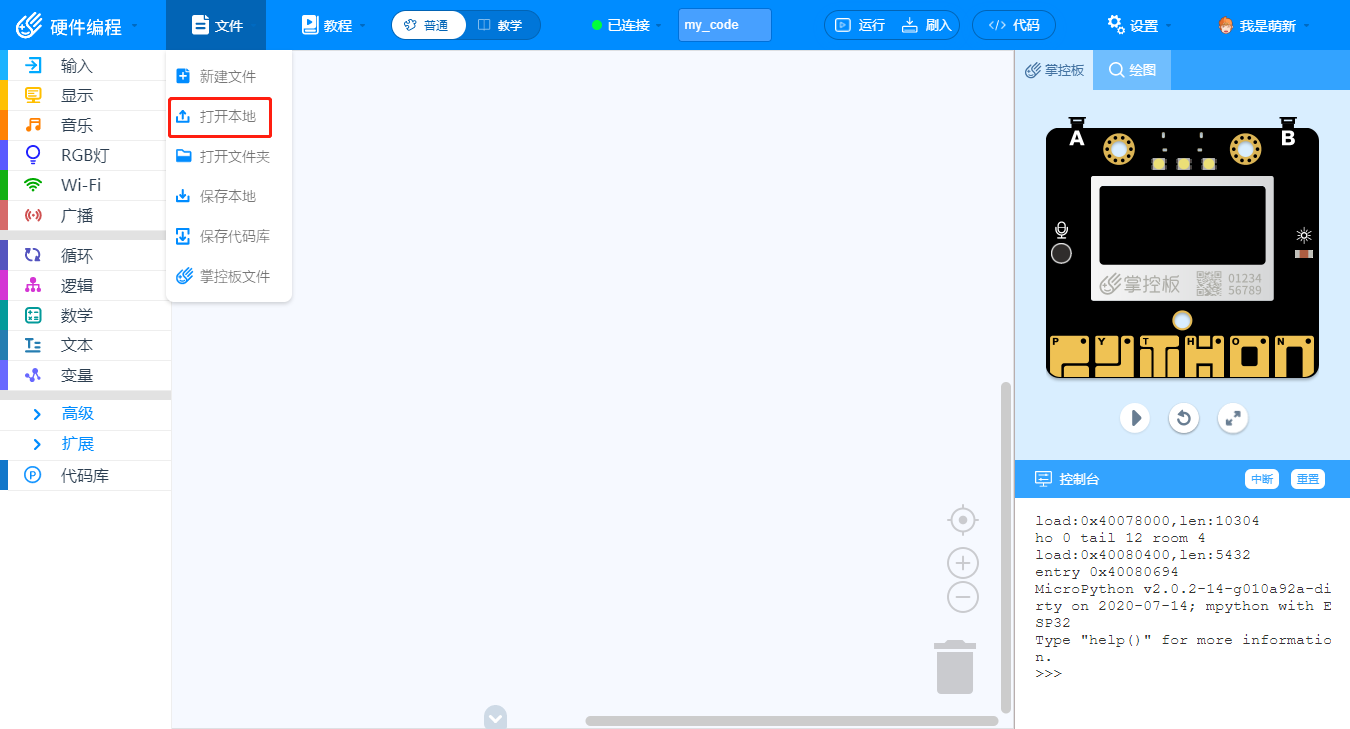 硬件编程
文件
教程
普通
教学
已连接
my_code
运行
刷入
</> 代码
设置
我是萌新
输入
显示
音乐
RGB灯
Wi-Fi
广播
循环
逻辑
数学
文本
变量
高级
扩展
代码库
新建文件
打开本地
打开文件夹
保存本地
保存代码库
掌控板文件
掌控板
绘图
A
B
掌控板
01234
56789
P Y T H O N
控制台
中断
重置
load:0x40078000,len:10304
ho 0 tail 12 room 4
load:0x40080400,len:5432
entry 0x40080694
MicroPython v2.0.2-14-g010a92a-di
rty on 2020-07-14; mpython with E
SP32
Type "help()" for more informatio
n.
>>>